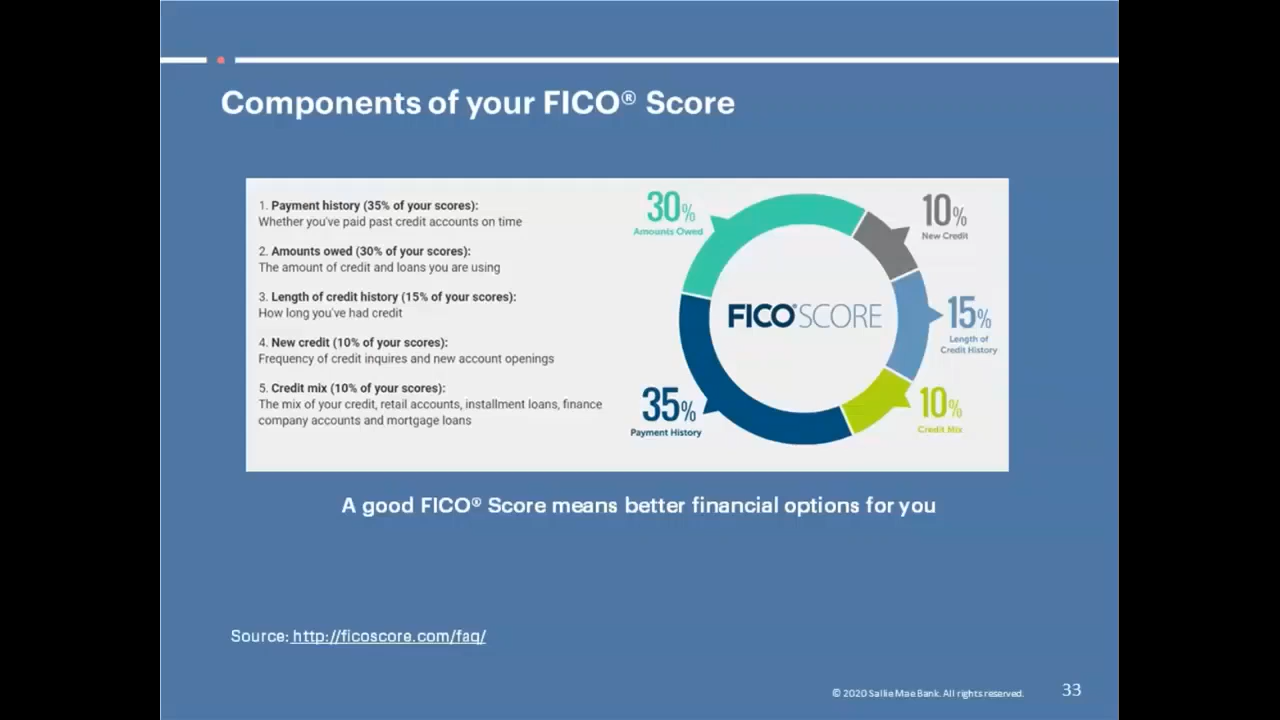 Components of your FICO® Score
1. Payment history (35% of your scores):
Whether you've paid past credit accounts on time
2. Amounts owed (30% of your scores):
The amount of credit and loans you are using
3. Length of credit history (15% of your scores):
How long you've had credit
4. New credit (10% of your scores):
Frequency of credit inquires and new account openings
5. Credit mix (10% of your scores):
The mix of your credit, retail accounts, installment loans, finance
company accounts and mortgage loans
30%
Amounts Owed
10%
New Credit
FICO® SCORE
15%
Length of
Credit History
35%
Payment History
10%
Credit Mix
A good FICO® Score means better financial options for you
Source: http://ficoscore.com/faq/
© 2020 Sallie Mae Bank. All rights reserved.
33